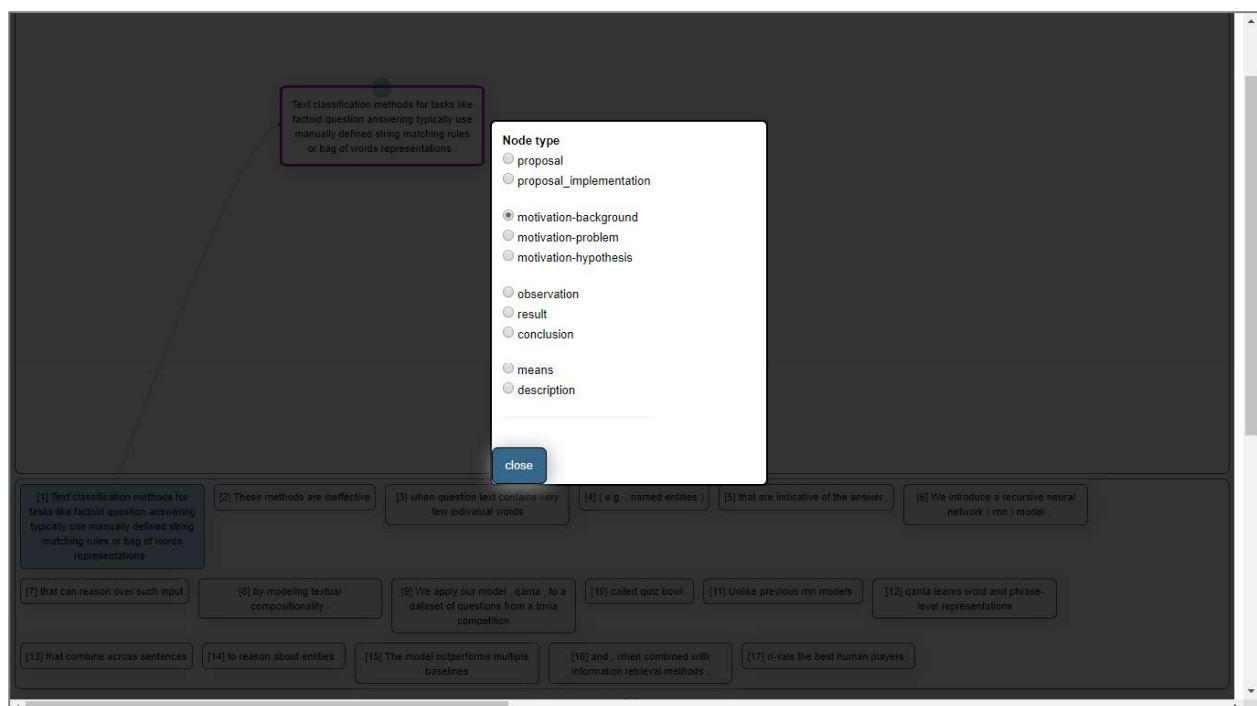 Text classification methods for tasks like
factoid question answering typically use
manually defined string matching rules
or bag of words representations .
Node type
proposal
proposal_implementation
motivation-background
motivation-problem
motivation-hypothesis
observation
result
conclusion
means
description
close
[1] Text classification methods for
tasks like factoid question answering
typically use manually defined string
matching rules or bag of words
representations
[2] These methods are ineffective
[3] when question text contains very
few individual words
[4] ( e.g. , named entities )
[5] that are indicative of the answer .
[6] We introduce a recursive neural
network ( rnn ) model
[7] that can reason over such input
[8] by modeling textual
compositionality .
[9] We apply our model , qanta , to a
dataset of questions from a trivia
competition
[10] called quiz bowl .
[11] Unlike previous rnn models ,
[12] qanta learns word and phrase-
level representations
[13] that combine across sentences
[14] to reason about entities .
[15] The model outperforms multiple
baselines
[16] and , when combined with
information retrieval methods ,
[17] ri-vals the best human players .